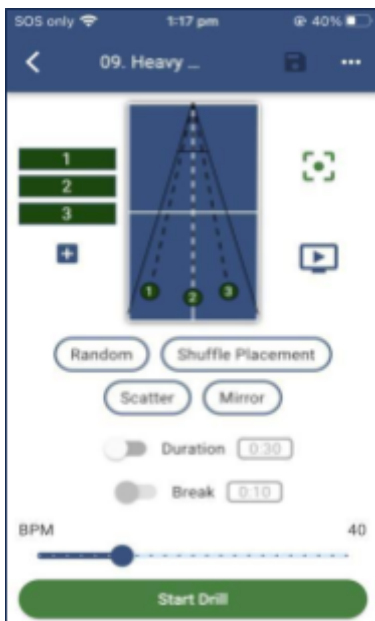 SOS only 1:17 pm 40%
09. Heavy ...
1
2
3
1 2 3
Random Shuffle Placement
Scatter Mirror
Duration 0:30
Break 0:10
BPM 40
Start Drill